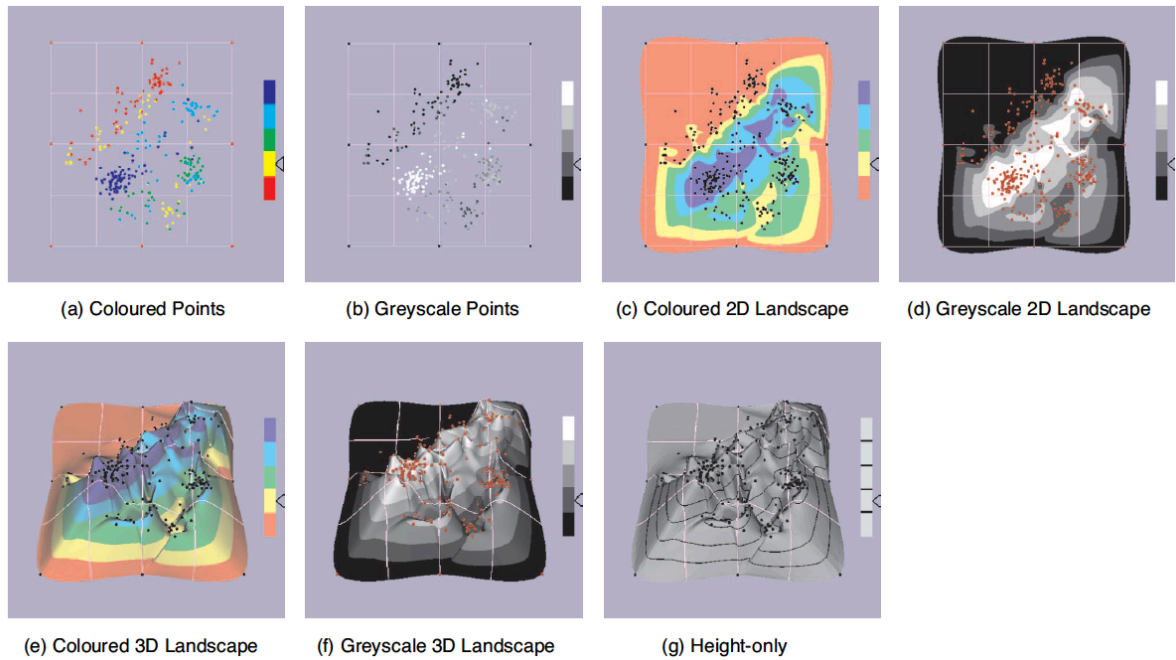 (a) Coloured Points
(b) Greyscale Points
(c) Coloured 2D Landscape
(d) Greyscale 2D Landscape
(e) Coloured 3D Landscape
(f) Greyscale 3D Landscape
(g) Height-only